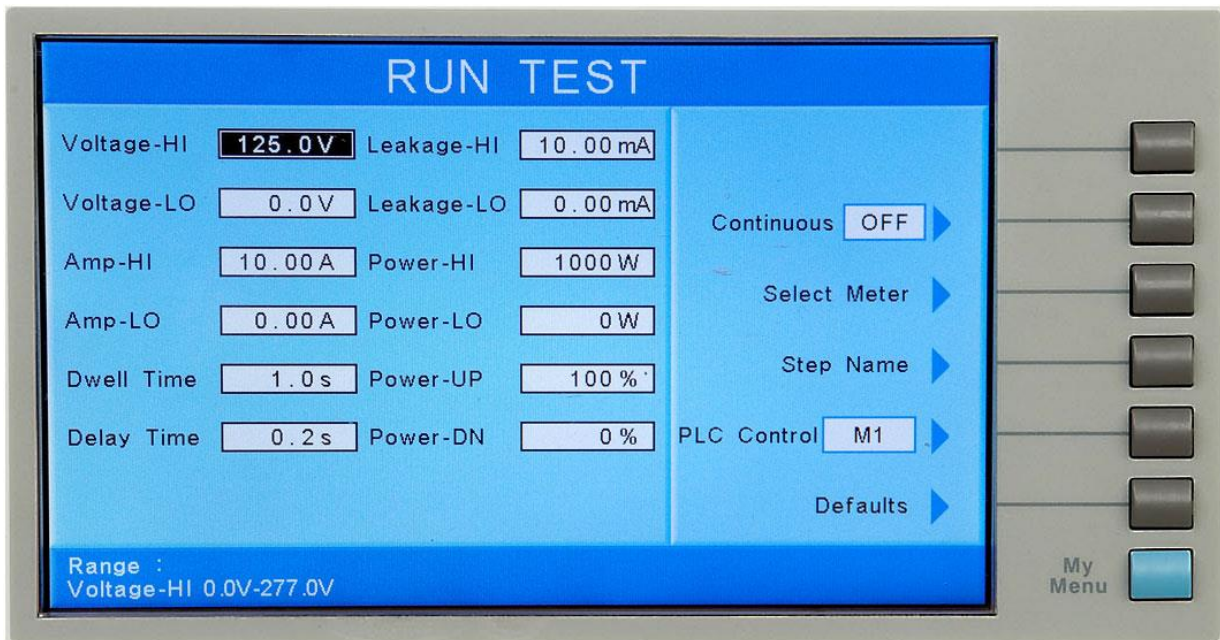 RUN TEST
Voltage-HI 125.0V Leakage-HI 10.00mA
Voltage-LO 0.0V Leakage-LO 0.00mA
Continuous OFF
Amp-HI 10.00A Power-HI 1000W
Select Meter
Amp-LO 0.00A Power-LO 0W
Step Name
Dwell Time 1.0s Power-UP 100%
Delay Time 0.2s Power-DN 0%
PLC Control M1
Defaults
Range :
Voltage-HI 0.0V-277.0V
My
Menu